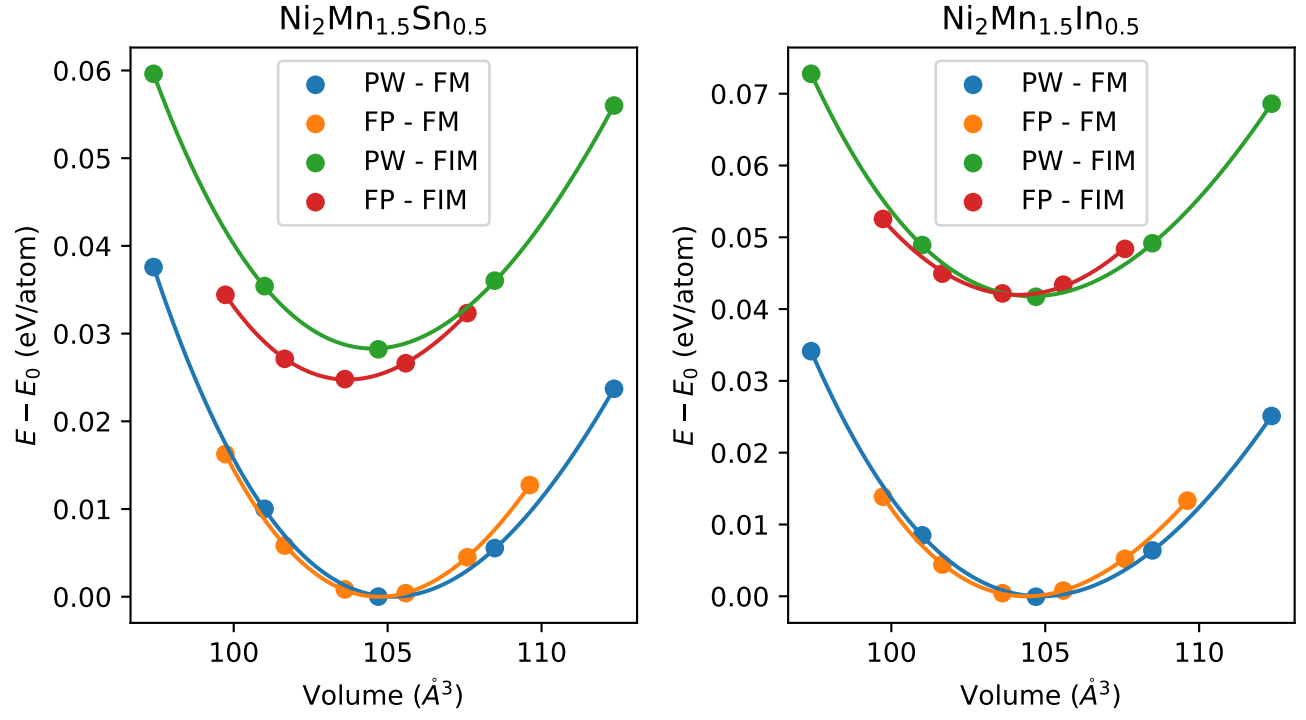 Ni₂Mn₁.₅Sn₀.₅
0.06
0.05
0.04
0.03
0.02
0.01
0.00
E − E₀ (eV/atom)
PW - FM
FP - FM
PW - FIM
FP - FIM
100
105
110
Volume (Å³)
Ni₂Mn₁.₅In₀.₅
0.07
0.06
0.05
0.04
0.03
0.02
0.01
0.00
E − E₀ (eV/atom)
PW - FM
FP - FM
PW - FIM
FP - FIM
100
105
110
Volume (Å³)